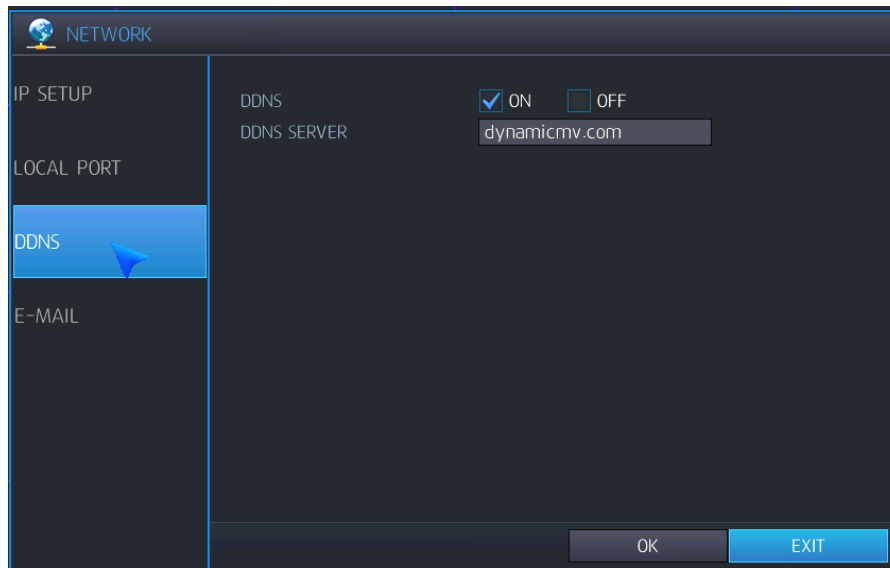 NETWORK
IP SETUP
LOCAL PORT
DDNS
E-MAIL
DDNS ON OFF
DDNS SERVER dynamicmv.com
OK EXIT